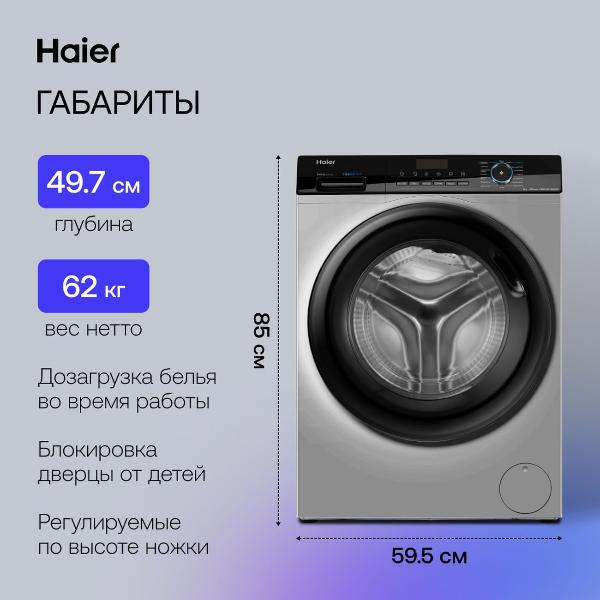 Haier
ГАБАРИТЫ
49.7 см
глубина
62 кг
вес нетто
Дозагрузка белья
во время работы
Блокировка
дверцы от детей
Регулируемые
по высоте ножки
Haier
85 см
59.5 см